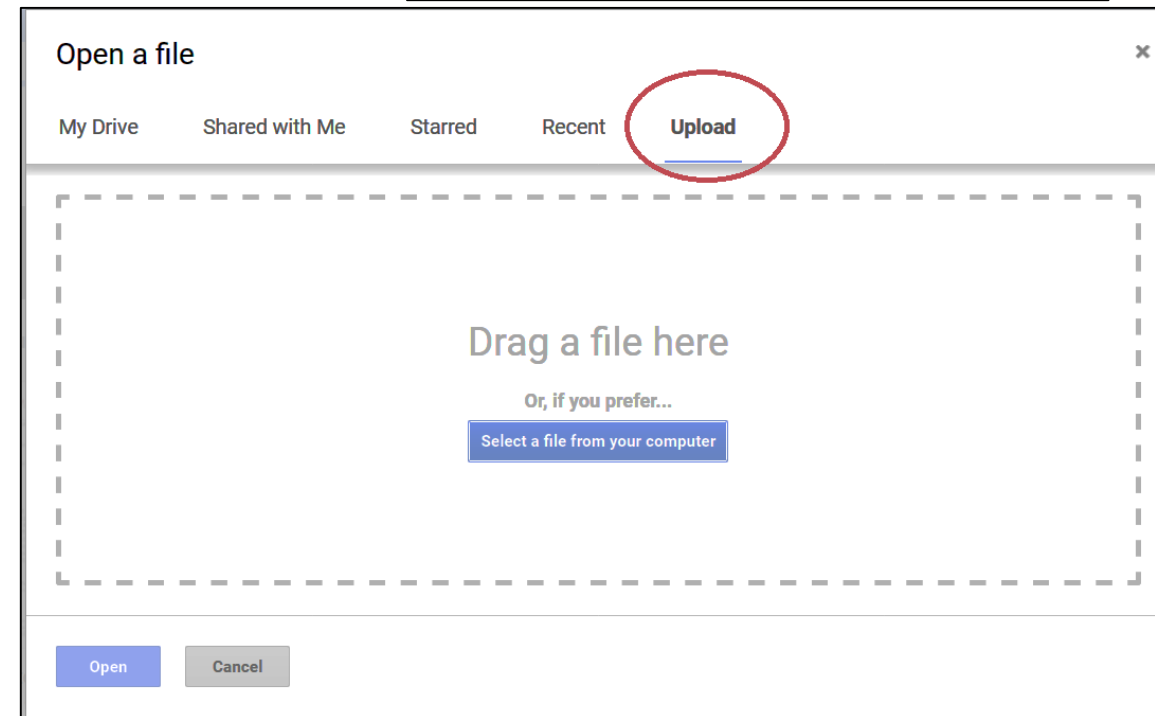 Open a file
My Drive Shared with Me Starred Recent Upload
Drag a file here
Or, if you prefer...
Select a file from your computer
Open Cancel